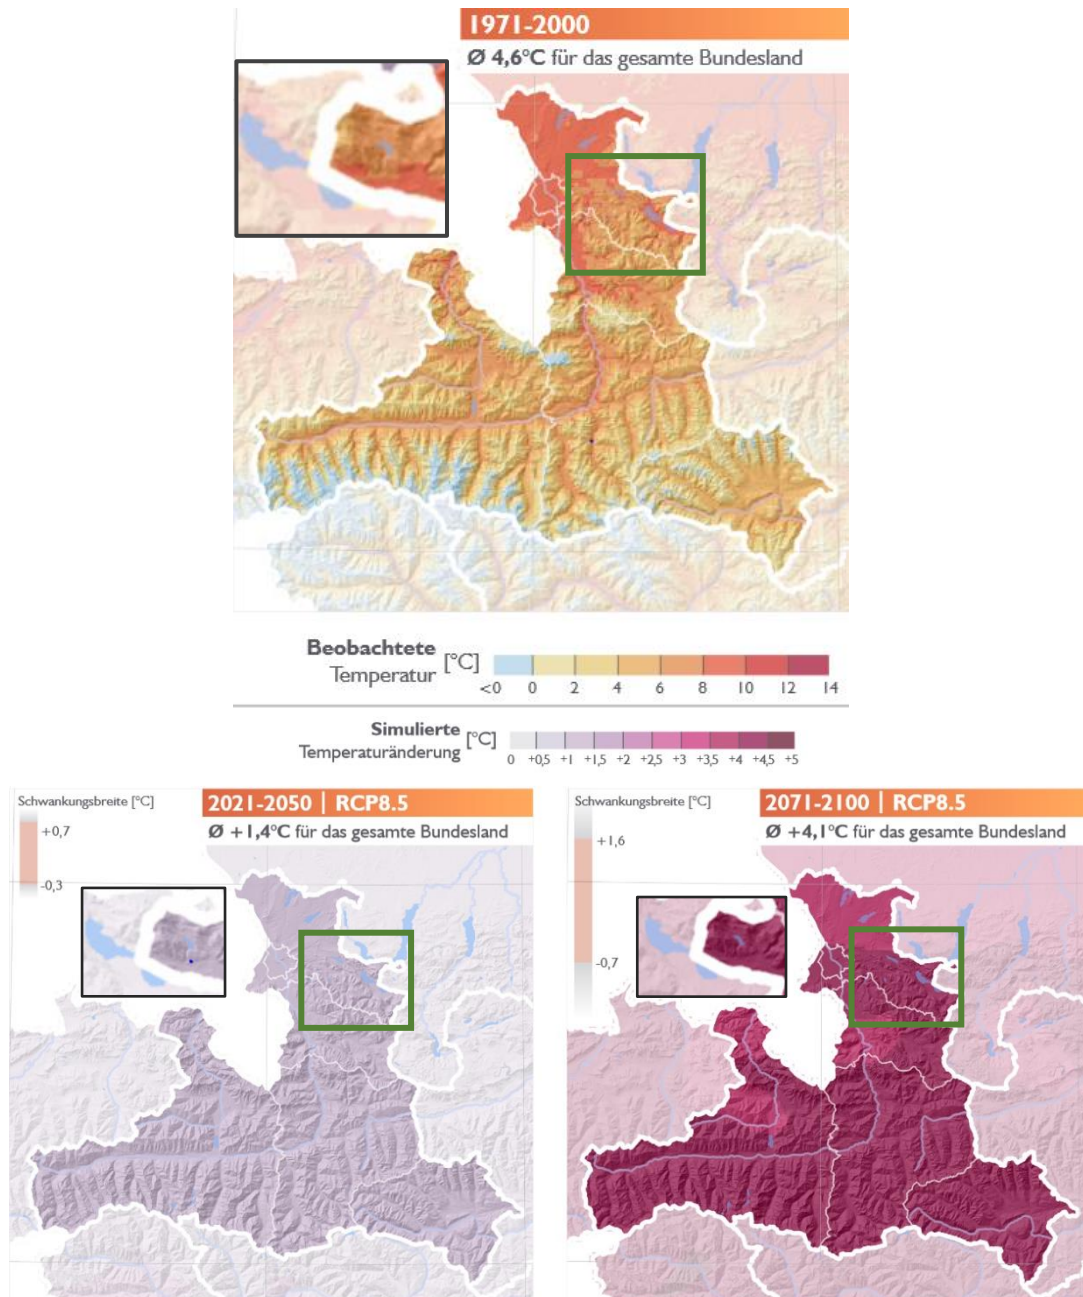 1971-2000
Ø 4,6°C für das gesamte Bundesland
Beobachtete
Temperatur
[°C]
<0 0 2 4 6 8 10 12 14
Simulierte
Temperaturänderung
[°C]
0 +0,5 +1 +1,5 +2 +2,5 +3 +3,5 +4 +4,5 +5
Schwankungsbreite [°C]
+0,7
-0,3
2021-2050 | RCP8.5
Ø +1,4°C für das gesamte Bundesland
Schwankungsbreite [°C]
+1,6
-0,7
2071-2100 | RCP8.5
Ø +4,1°C für das gesamte Bundesland